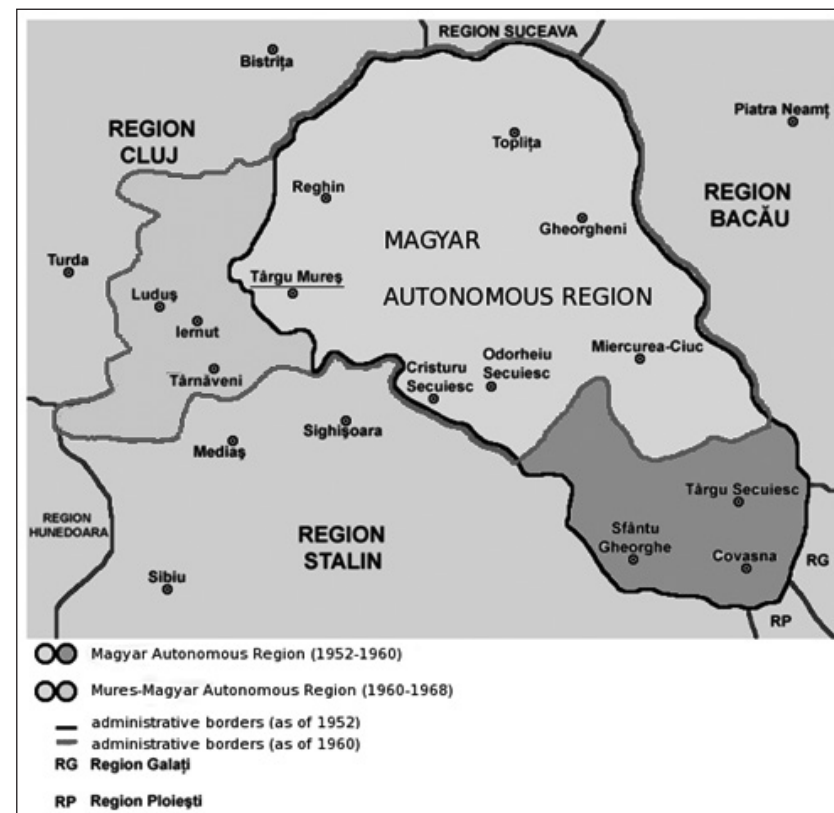 REGION SUCEAVA
Bistrița
Piatra Neamț
REGION
CLUJ
Toplița
Reghin
REGION
BACĂU
Gheorgheni
MAGYAR
Turda
Târgu Mureș
AUTONOMOUS REGION
Luduș
Iernut
Miercurea-Ciuc
Odorheiu
Secuiesc
Cristuru
Secuiesc
Târnăveni
Sighișoara
Mediaș
Târgu Secuiesc
REGION
HUNEDOARA
REGION
STALIN
Sfântu
Gheorghe
Covasna
RG
Sibiu
RP
Magyar Autonomous Region (1952-1960)
Mures-Magyar Autonomous Region (1960-1968)
administrative borders (as of 1952)
administrative borders (as of 1960)
RG Region Galați
RP Region Ploiești